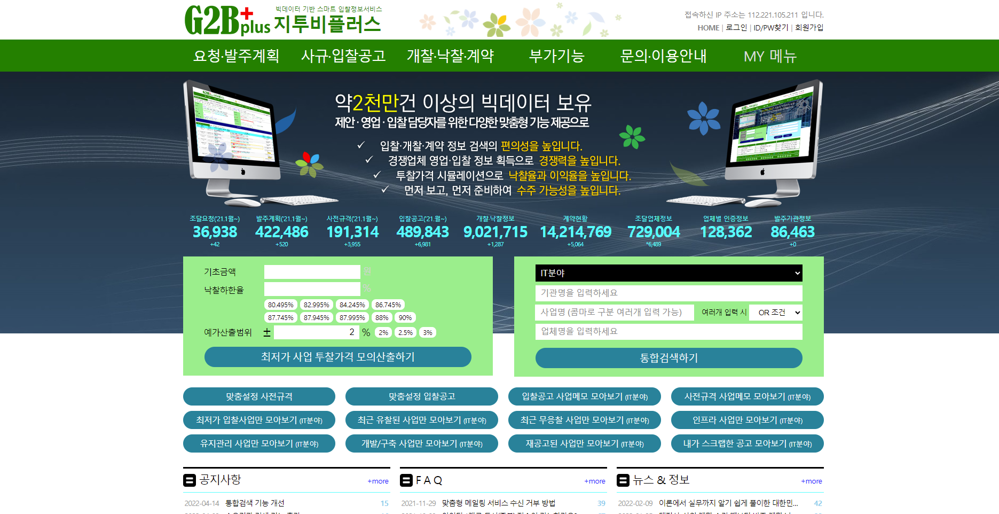 G2B plus 빅데이터 기반 스마트 입찰정보서비스
지투비플러스
접속하신 IP 주소는 112.221.105.211 입니다.
HOME | 로그인 | ID/PW찾기 | 회원가입
요청·발주계획 사규·입찰공고 개찰·낙찰·계약 부가기능 문의·이용안내 MY 메뉴
약2천만건 이상의 빅데이터 보유
제안 · 영업 · 입찰 담당자를 위한 다양한 맞춤형 기능 제공으로
✓ 입찰·개찰·계약 정보 검색의 편의성을 높입니다.
✓ 경쟁업체 영업·입찰 정보 획득으로 경쟁력을 높입니다.
✓ 투찰가격 시뮬레이션으로 낙찰율과 이익율을 높입니다.
✓ 먼저 보고, 먼저 준비하여 수주 가능성을 높입니다.
조달요청('21.1월~) 발주계획('21.1월~) 사전규격('21.1월~) 입찰공고('21.월~) 개찰·낙찰정보 계약현황 조달업체정보 업체별 인증정보 발주기관정보
36,938 422,486 191,314 489,843 9,021,715 14,214,769 729,004 128,362 86,463
+42 +520 +3,955 +6,981 +1,287 +5,064 *6,489 +0
기초금액 원
낙찰하한율 %
80.495% 82.995% 84.245% 86.745%
87.745% 87.945% 87.995% 88% 90%
예가산출범위 ± 2 % 2% 2.5% 3%
최저가 사업 투찰가격 모의산출하기
IT분야
기관명을 입력하세요
사업명 (콤마로 구분 여러개 입력 가능) 여러개 입력 시 OR 조건
업체명을 입력하세요
통합검색하기
맞춤설정 사전규격 맞춤설정 입찰공고 입찰공고 사업메모 모아보기 (IT분야) 사전규격 사업메모 모아보기 (IT분야)
최저가 입찰사업만 모아보기 (IT분야) 최근 유찰된 사업만 모아보기 (IT분야) 최근 무응찰 사업만 모아보기 (IT분야) 인프라 사업만 모아보기 (IT분야)
유지관리 사업만 모아보기 (IT분야) 개발/구축 사업만 모아보기 (IT분야) 재공고된 사업만 모아보기 (IT분야) 내가 스크랩한 공고 모아보기 (IT분야)
공지사항 +more
2022-04-14 통합검색 기능 개선 15
F A Q +more
2021-11-29 맞춤형 메일링 서비스 수신 거부 방법 39
뉴스 & 정보 +more
2022-02-09 이론에서 실무까지 알기 쉽게 풀이한 대한민... 42